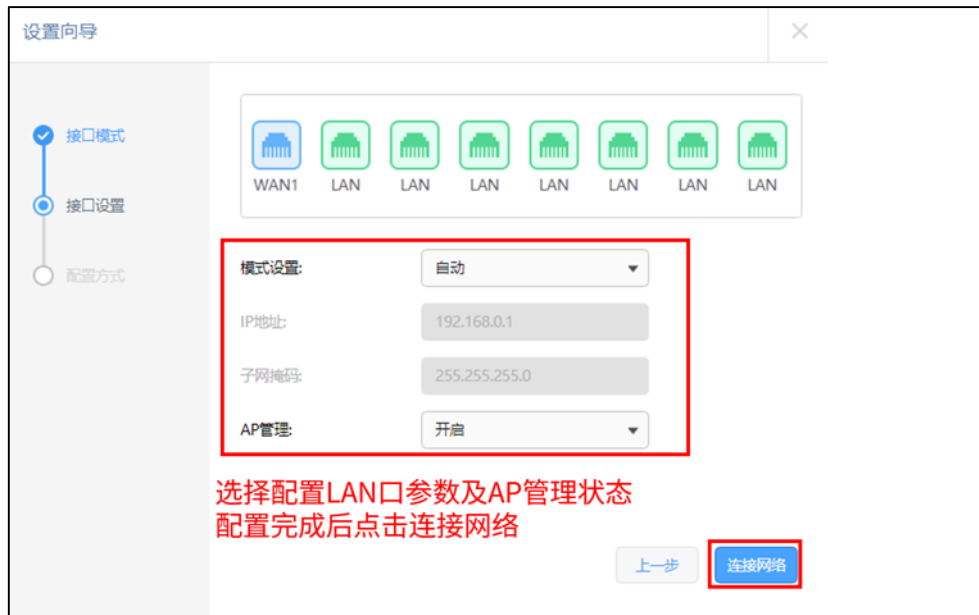 设置向导
接口模式
接口设置
配置方式
WAN1 LAN LAN LAN LAN LAN LAN LAN
模式设置: 自动
IP地址: 192.168.0.1
子网掩码: 255.255.255.0
AP管理: 开启
选择配置LAN口参数及AP管理状态
配置完成后点击连接网络
上一步 连接网络